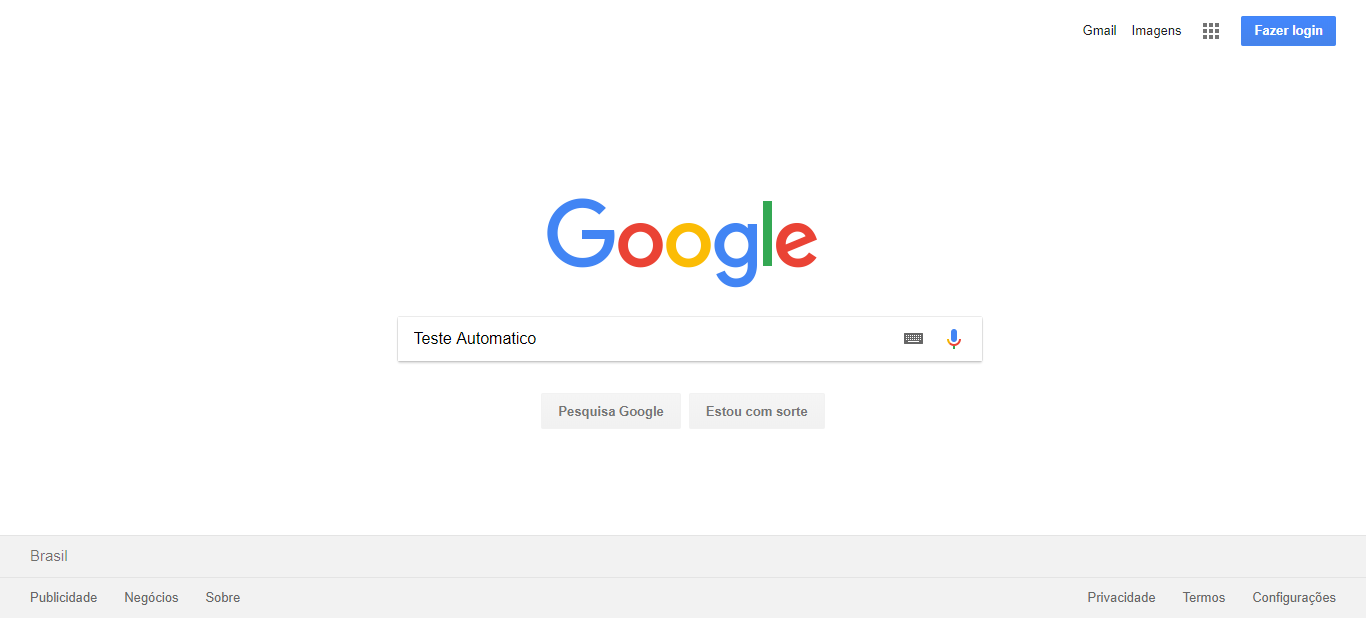 Gmail Imagens Fazer login
Google
Teste Automatico
Pesquisa Google Estou com sorte
Brasil
Publicidade Negócios Sobre Privacidade Termos Configurações